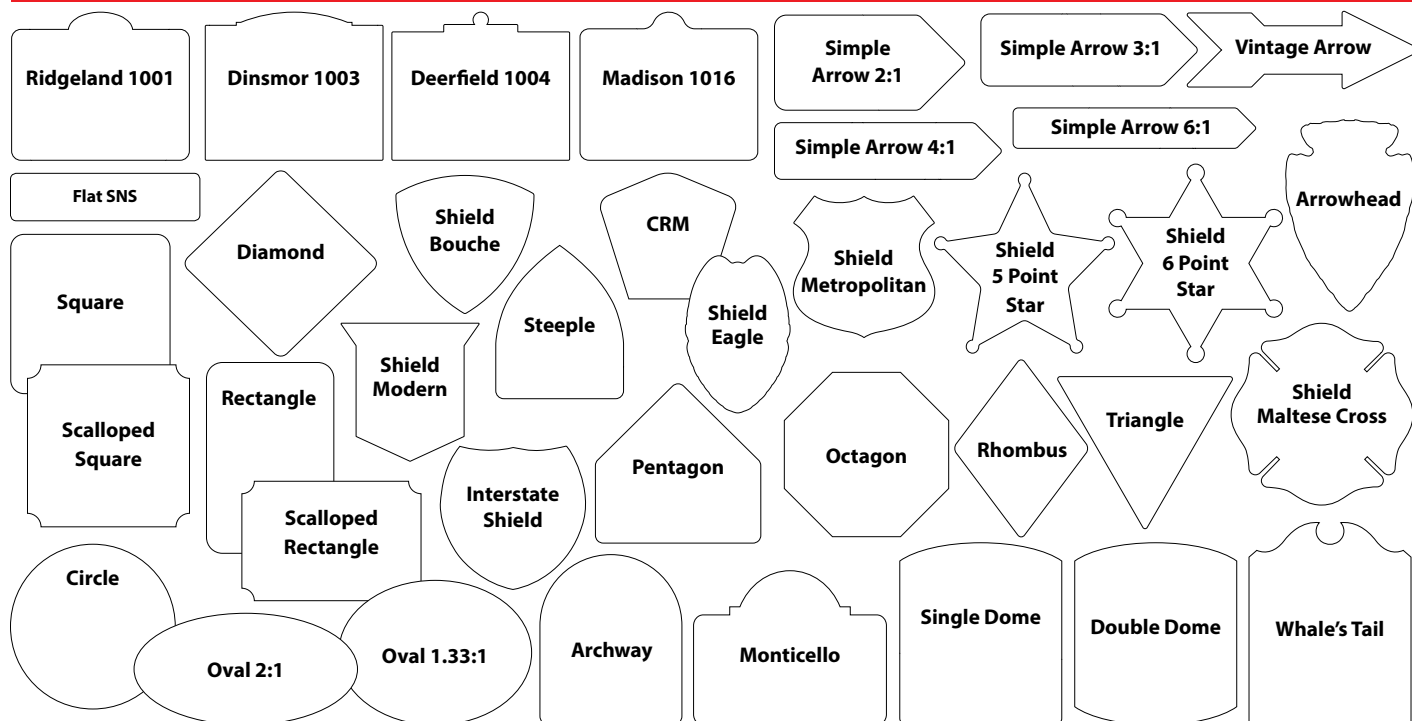 Ridgeland 1001
Dinsmor 1003
Deerfield 1004
Madison 1016
Simple
Arrow 2:1
Simple Arrow 3:1
Vintage Arrow
Simple Arrow 4:1
Simple Arrow 6:1
Flat SNS
Diamond
Shield
Bouche
CRM
Shield
Metropolitan
Shield
5 Point
Star
Shield
6 Point
Star
Arrowhead
Square
Steeple
Shield
Eagle
Shield
Modern
Rectangle
Scalloped
Square
Pentagon
Octagon
Rhombus
Triangle
Shield
Maltese Cross
Interstate
Shield
Scalloped
Rectangle
Circle
Oval 2:1
Oval 1.33:1
Archway
Monticello
Single Dome
Double Dome
Whale's Tail